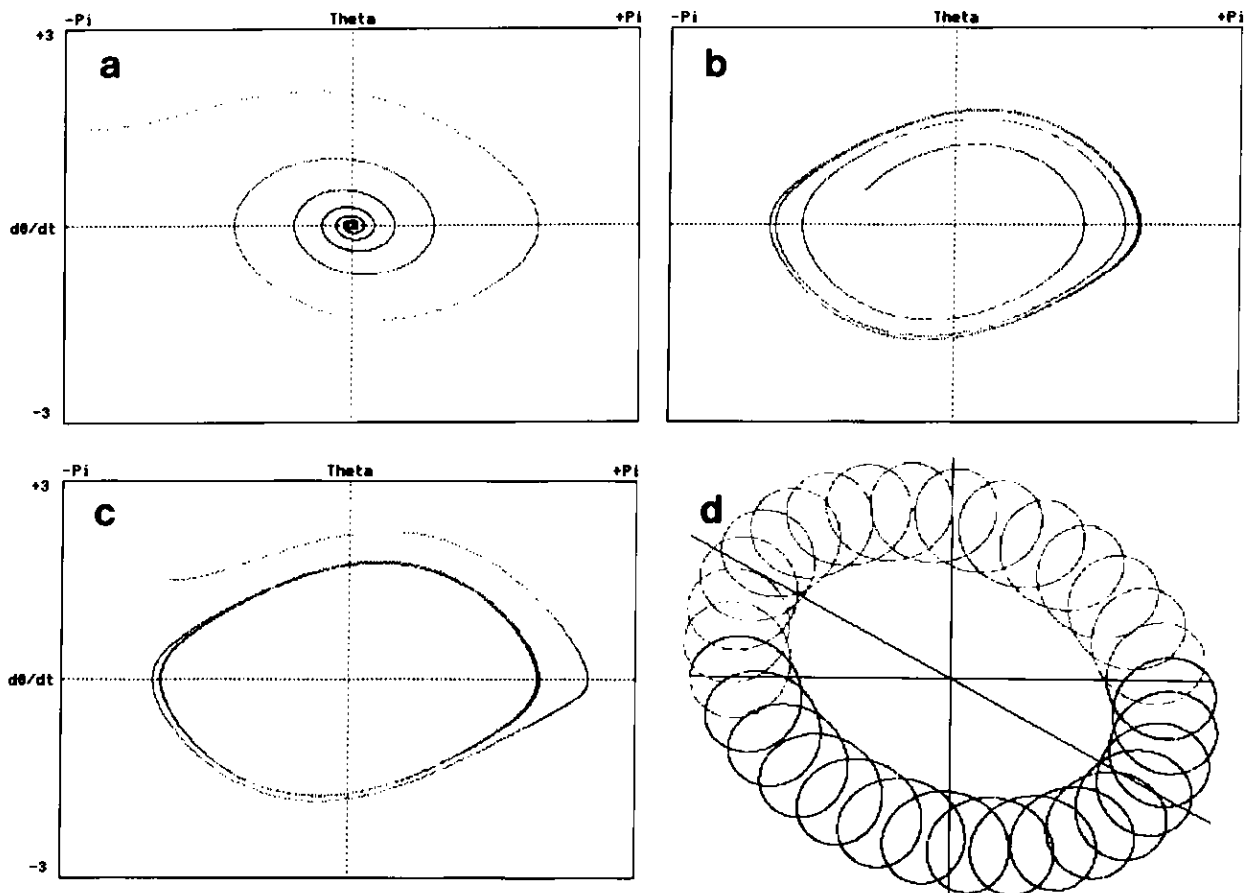 -Pi Theta +Pi
+3
a
dθ/dt
-3
-Pi Theta +Pi
b
-Pi Theta +Pi
+3
c
dθ/dt
-3
d